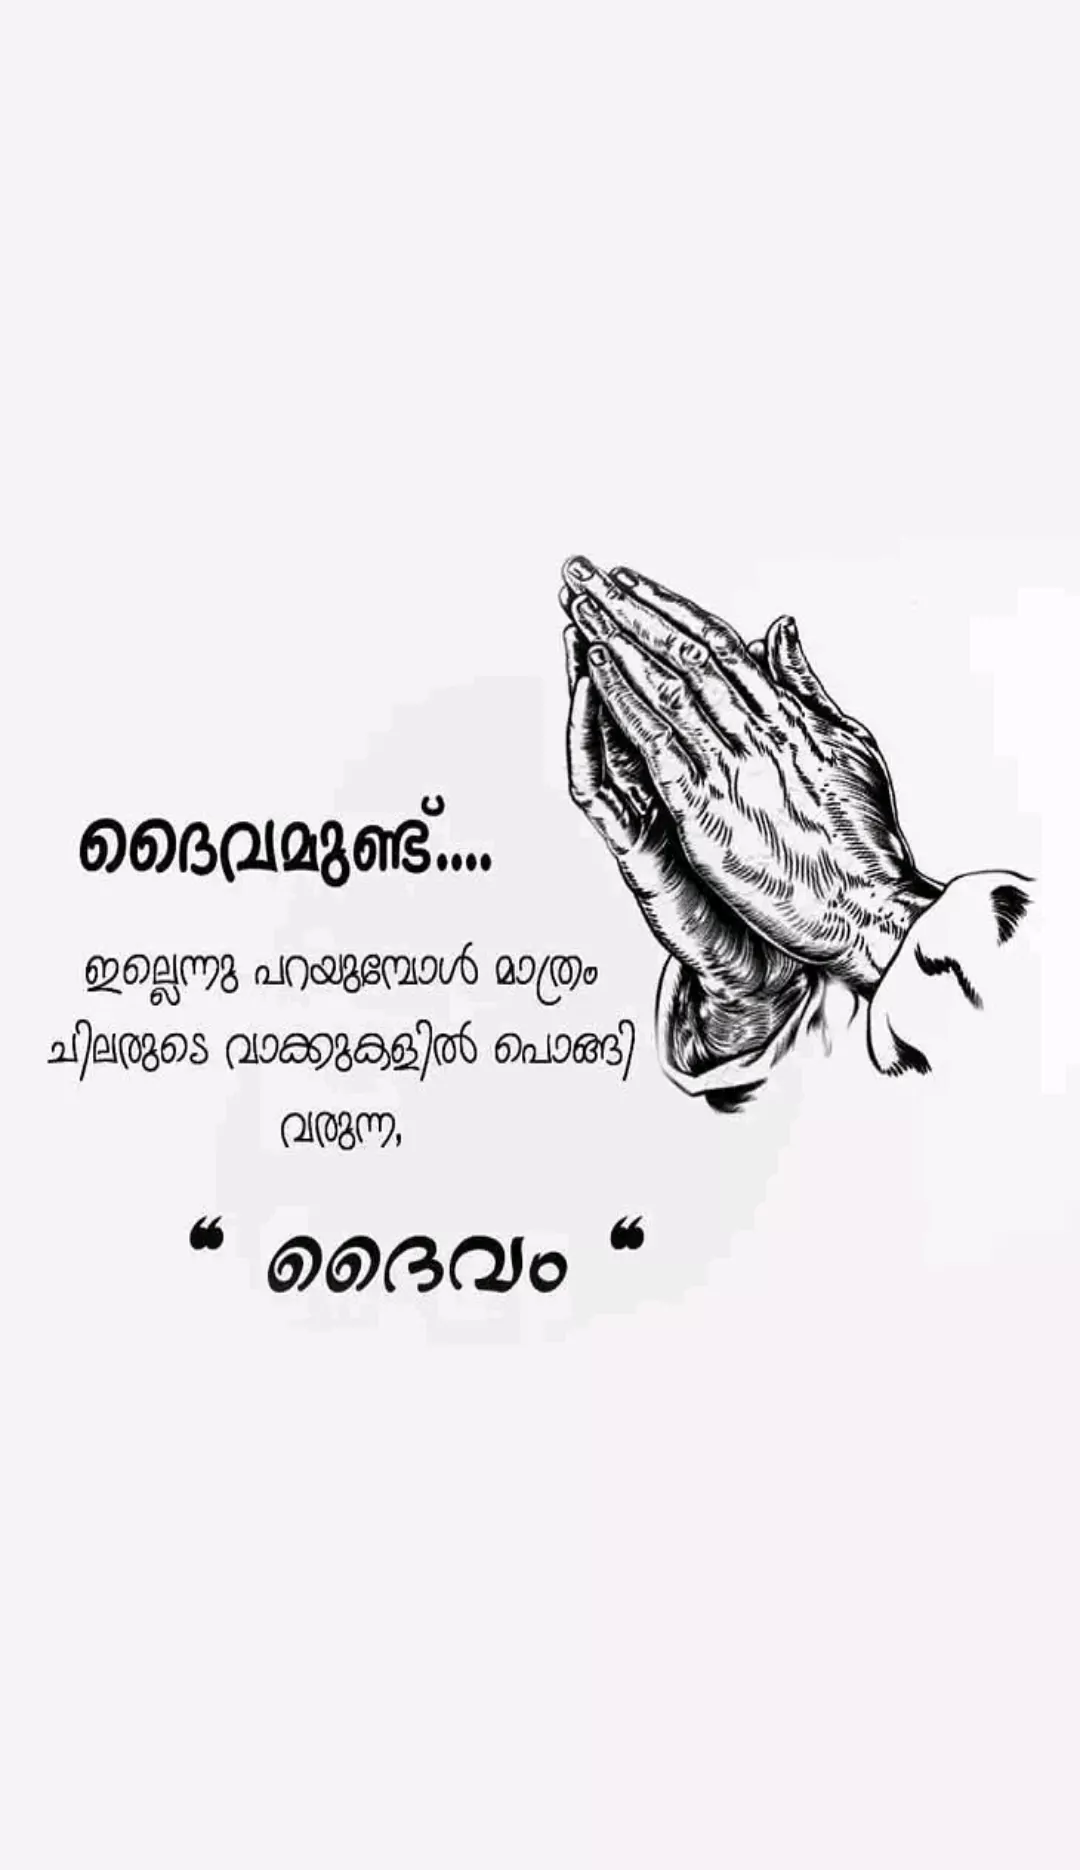 ദൈവമുണ്ട്....
ഇല്ലെന്നു പറയുമ്പോൾ മാത്രം
ചിലരുടെ വാക്കുകളിൽ പൊങ്ങി
വരുന്ന,
❝ ദൈവം ❝